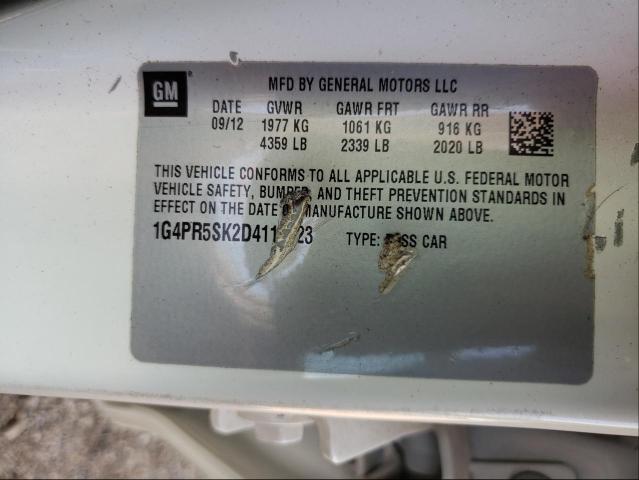 GM
MFD BY GENERAL MOTORS LLC
DATE GVWR GAWR FRT GAWR RR
09/12 1977 KG 1061 KG 916 KG
4359 LB 2339 LB 2020 LB
THIS VEHICLE CONFORMS TO ALL APPLICABLE U.S. FEDERAL MOTOR
VEHICLE SAFETY, BUMPER, AND THEFT PREVENTION STANDARDS IN
EFFECT ON THE DATE OF MANUFACTURE SHOWN ABOVE.
TYPE: CAR